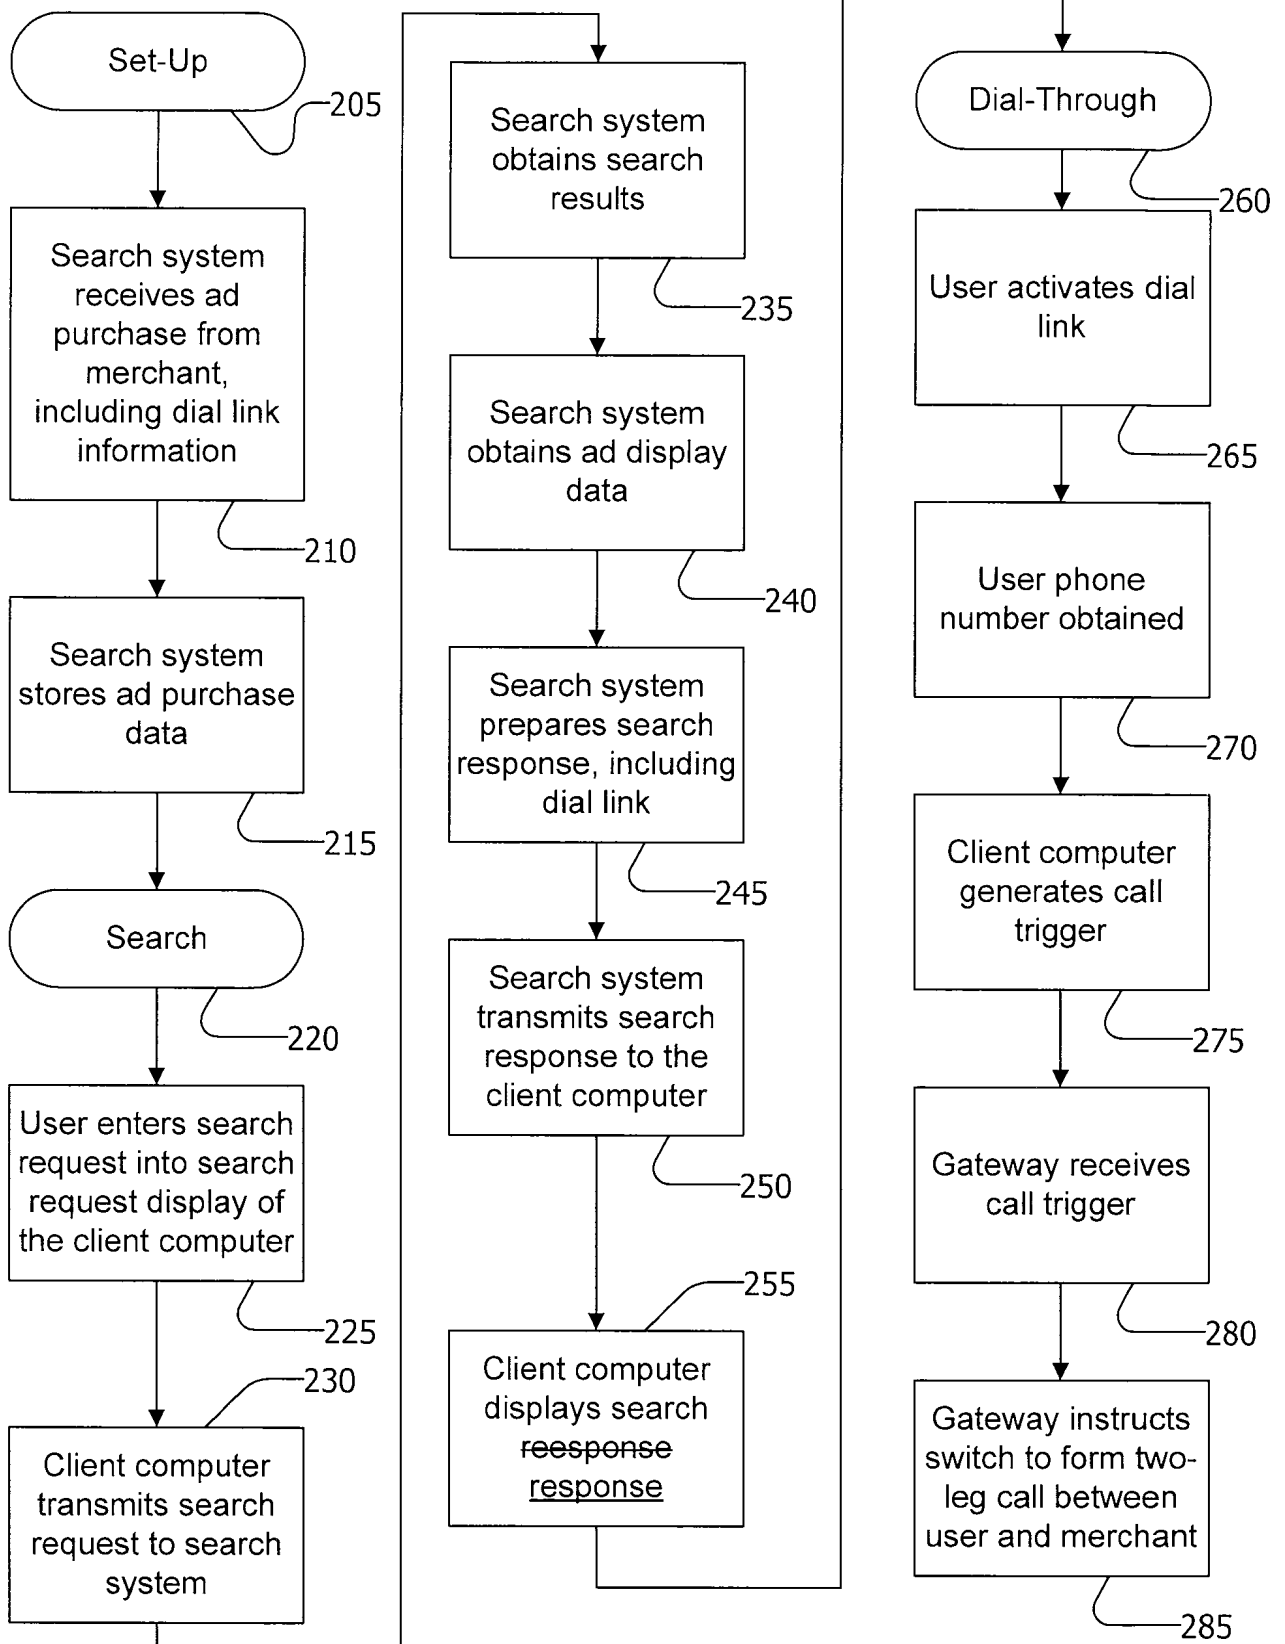 Set-Up
205
Search system
receives ad
purchase from
merchant,
including dial link
information
210
Search system
stores ad purchase
data
215
Search
220
User enters search
request into search
request display of
the client computer
225
230
Client computer
transmits search
request to search
system
Search system
obtains search
results
235
Search system
obtains ad display
data
240
Search system
prepares search
response, including
dial link
245
Search system
transmits search
response to the
client computer
250
255
Client computer
displays search
reesponse
response
Dial-Through
260
User activates dial
link
265
User phone
number obtained
270
Client computer
generates call
trigger
275
Gateway receives
call trigger
280
Gateway instructs
switch to form two-
leg call between
user and merchant
285